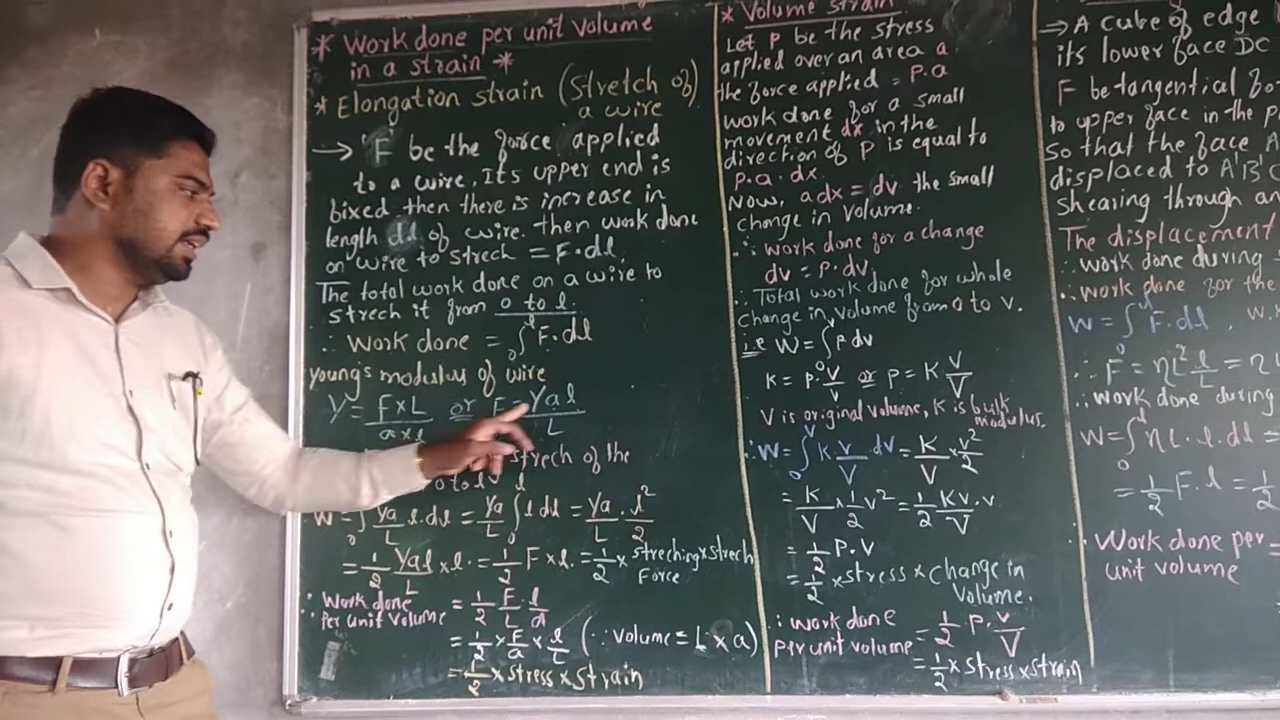 * Work done per unit volume
in a strain *
* Elongation strain (stretch of
a wire
→ 'F' be the force applied
to a wire. Its upper end is
bixed then there is increase in
length dl of wire. then work done
on wire to strech = F·dl.
The total work done on a wire to
strech it from 0 to l.
∴ Work done = ∫₀ˡ F·dl
Young's modulus of wire
Y = F×L / a×l or F = Yal / L
strech of the
0 to l
W = ∫₀ˡ Ya/L l·dl = Ya/L ∫₀ˡ l dl = Ya/L · l²/2
= 1/2 Yal/L × l· = 1/2 F × l· = 1/2 × streching × strech
Force
∴ Work done
Per unit volume = 1/2 F/L · l/a
= 1/2 × F/a × l/L (∵ Volume = L × a)
= 1/2 × stress × strain
* Volume strain
Let P be the stress
applied over an area a
the force applied = P.a
work done for a small
movement dx in the
direction of P is equal to
P.a.dx.
Now, a dx = dv the small
change in volume.
∴ work done for a change
dv = P.dv.
∴ Total work done for whole
change in volume from 0 to v.
i.e W = ∫₀ᵛ p dv
K = P·V/v or P = K v/V
V is original volume, K is bulk
modulus.
∴ W = ∫₀ᵛ K v/V dv = K/V × v²/2
= K/V × 1/2 v² = 1/2 Kv/V · v
= 1/2 P.V
= 1/2 × stress × change in
Volume.
∴ work done
per unit volume = 1/2 P. v/V
= 1/2 × stress × strain
→ A cube of edge
its lower face DC
F be tangential
to upper face in the
so that the face
displaced to A'B'C
shearing through
The displacement
∴ work done during
∴ work done for the
W = ∫₀ˡ F·dl,
∴ F = ηL² l/L = η
∴ work done during
W = ∫₀ˡ ηL·l·dl =
= 1/2 F·l = 1/2
∴ Work done per =
unit volume